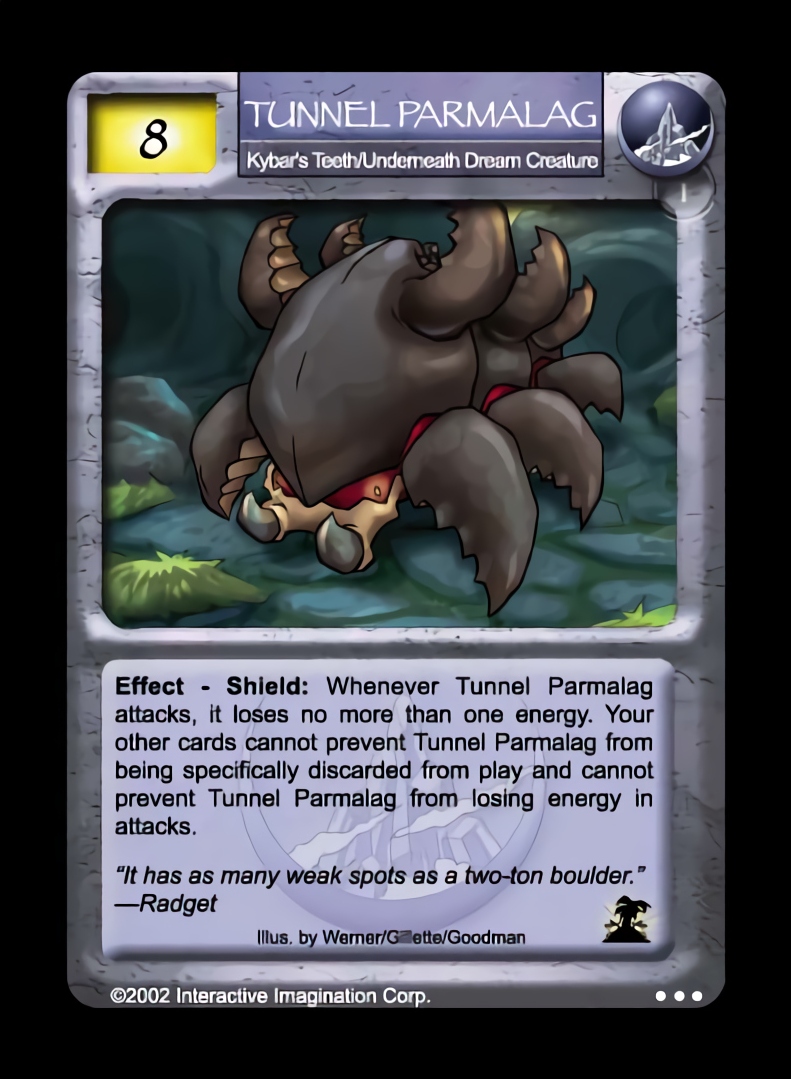 8
TUNNEL PARMALAG
Kybar's Teeth/Underneath Dream Creature
Effect - Shield: Whenever Tunnel Parmalag
attacks, it loses no more than one energy. Your
other cards cannot prevent Tunnel Parmalag from
being specifically discarded from play and cannot
prevent Tunnel Parmalag from losing energy in
attacks.
“It has as many weak spots as a two-ton boulder.”
—Radget
Illus. by Werner/ /Goodman
©2002 Interactive Imagination Corp.